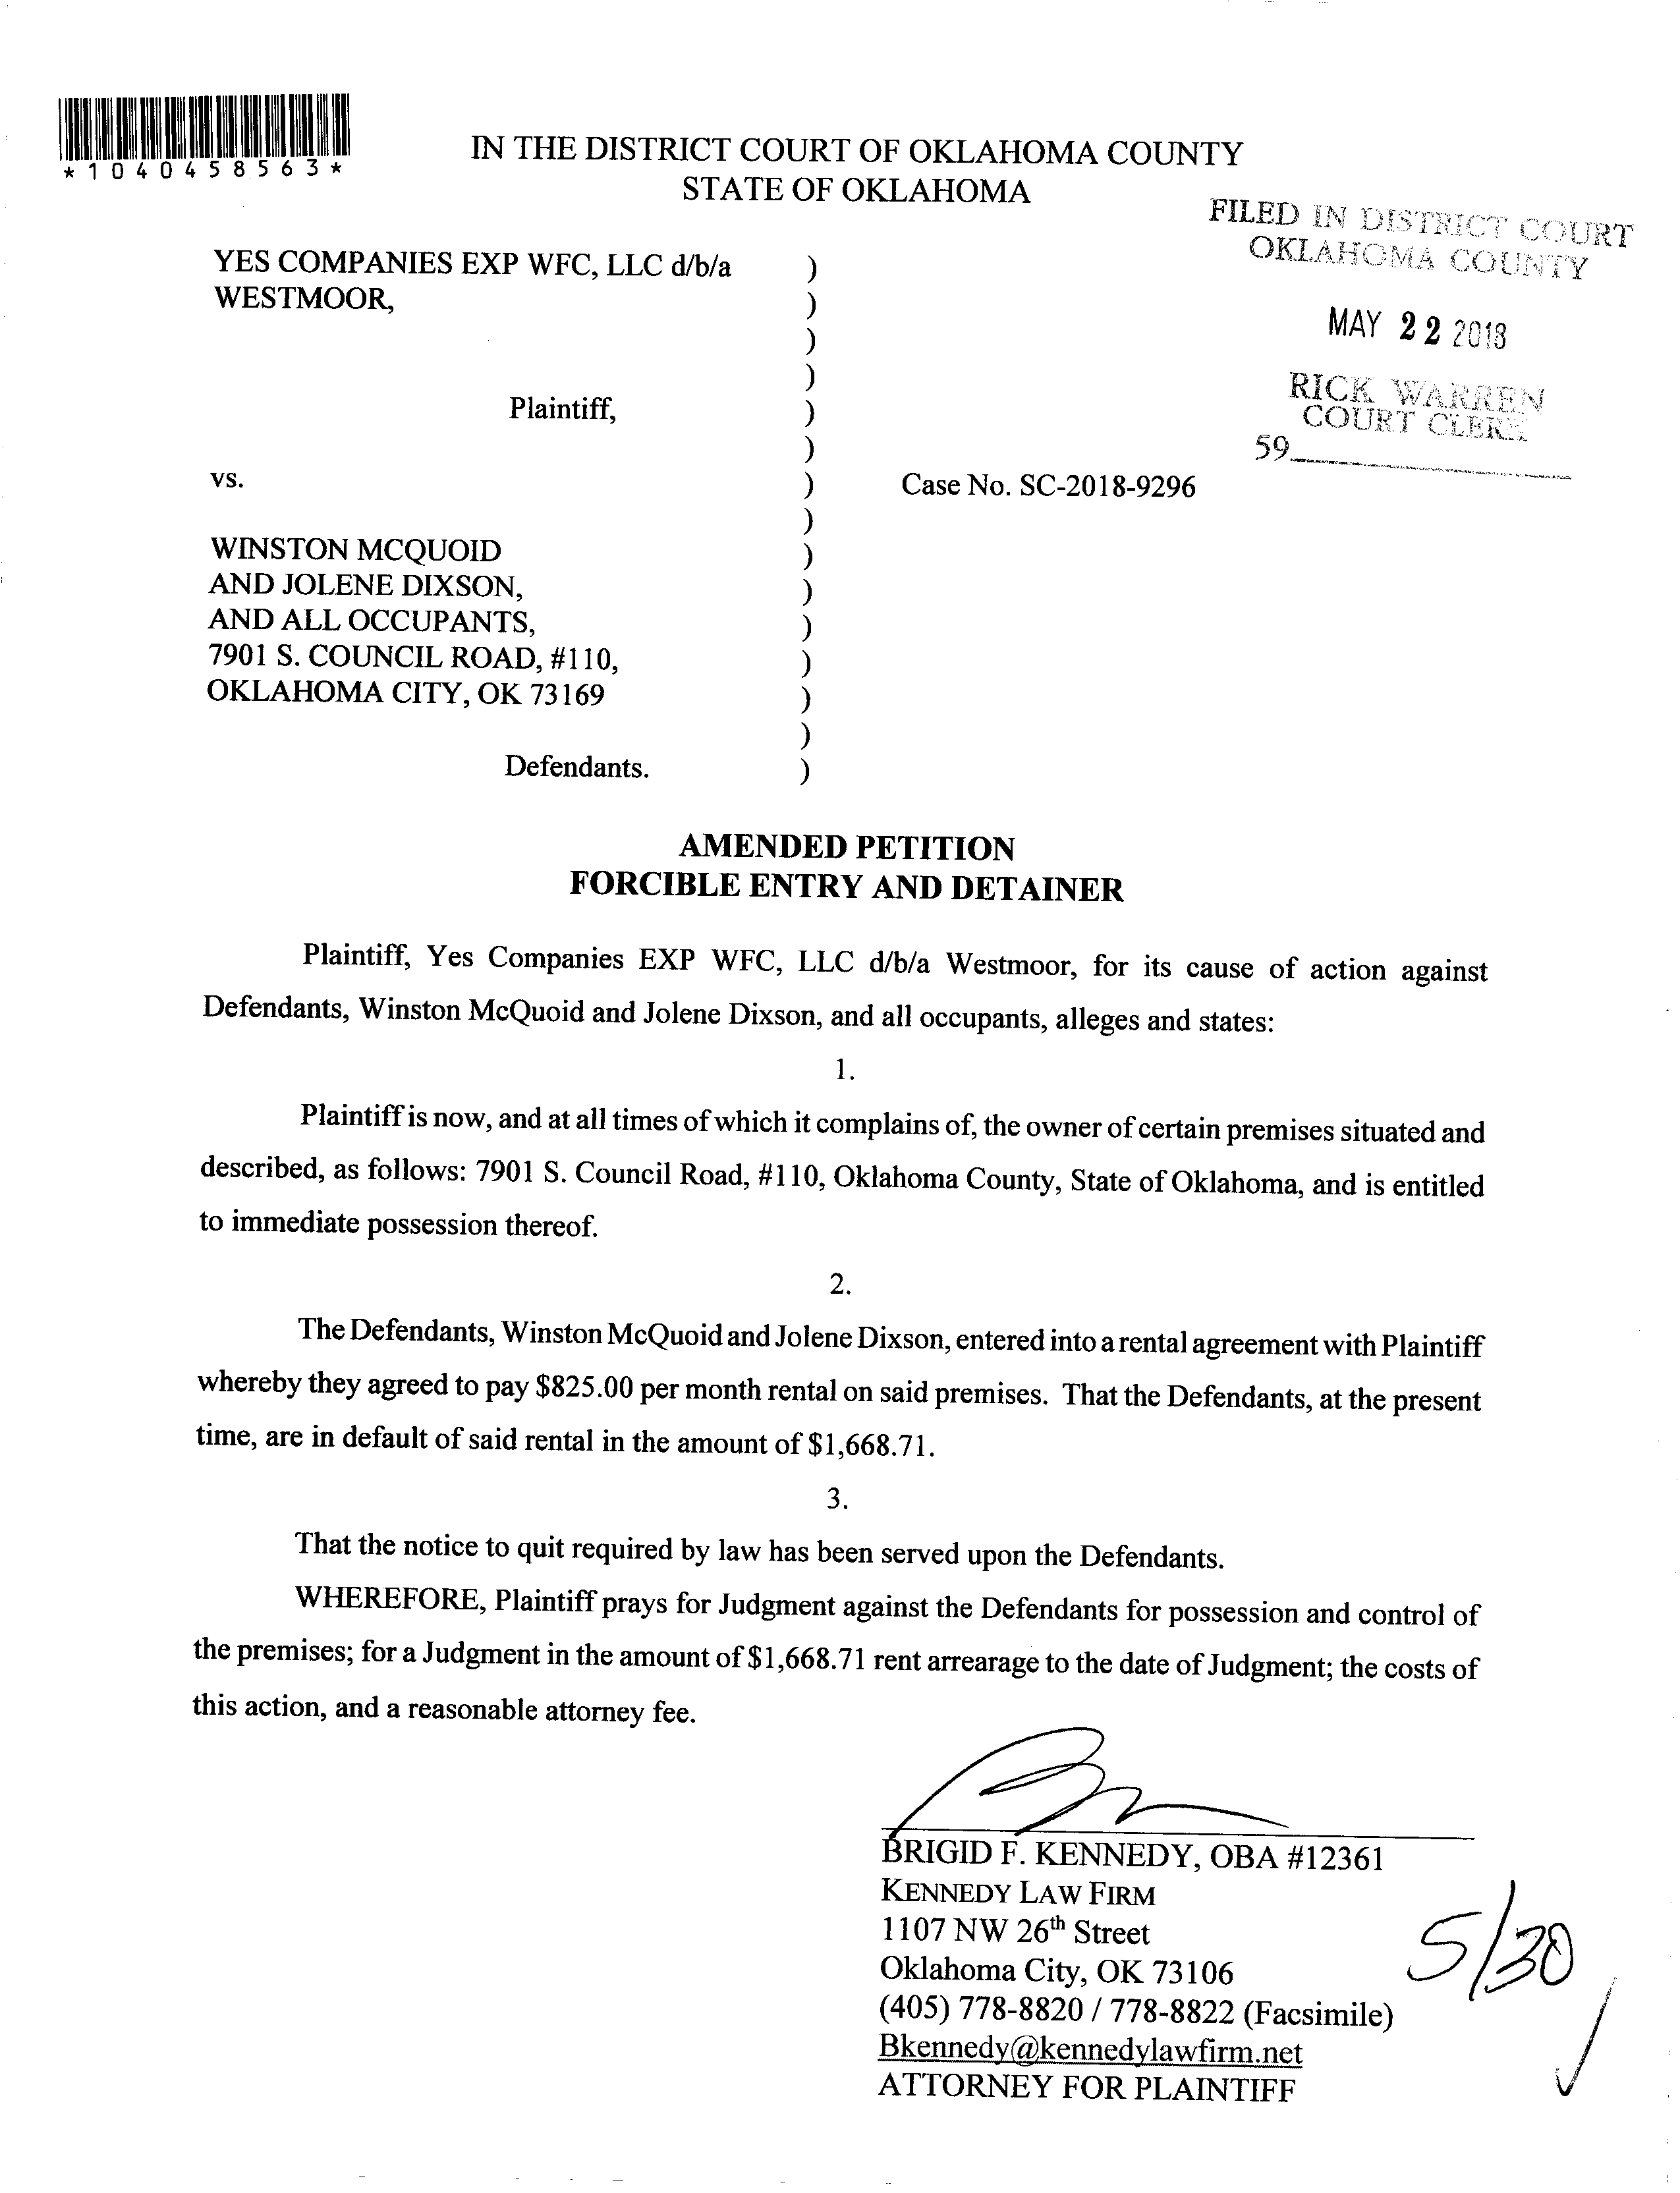 *1040458563*
IN THE DISTRICT COURT OF OKLAHOMA COUNTY
STATE OF OKLAHOMA
FILED IN DISTRICT COURT
OKLAHOMA COUNTY
MAY 22 2018
RICK WARREN
COURT CLERK
59
YES COMPANIES EXP WFC, LLC d/b/a )
WESTMOOR, )
)
)
Plaintiff, )
)
vs. ) Case No. SC-2018-9296
)
WINSTON MCQUOID )
AND JOLENE DIXSON, )
AND ALL OCCUPANTS, )
7901 S. COUNCIL ROAD, #110, )
OKLAHOMA CITY, OK 73169 )
)
Defendants. )
AMENDED PETITION
FORCIBLE ENTRY AND DETAINER
Plaintiff, Yes Companies EXP WFC, LLC d/b/a Westmoor, for its cause of action against
Defendants, Winston McQuoid and Jolene Dixson, and all occupants, alleges and states:
1.
Plaintiff is now, and at all times of which it complains of, the owner of certain premises situated and
described, as follows: 7901 S. Council Road, #110, Oklahoma County, State of Oklahoma, and is entitled
to immediate possession thereof.
2.
The Defendants, Winston McQuoid and Jolene Dixson, entered into a rental agreement with Plaintiff
whereby they agreed to pay $825.00 per month rental on said premises. That the Defendants, at the present
time, are in default of said rental in the amount of $1,668.71.
3.
That the notice to quit required by law has been served upon the Defendants.
WHEREFORE, Plaintiff prays for Judgment against the Defendants for possession and control of
the premises; for a Judgment in the amount of $1,668.71 rent arrearage to the date of Judgment; the costs of
this action, and a reasonable attorney fee.
BRIGID F. KENNEDY, OBA #12361
KENNEDY LAW FIRM
1107 NW 26th Street
Oklahoma City, OK 73106
(405) 778-8820 / 778-8822 (Facsimile)
Bkennedy@kennedylawfirm.net
ATTORNEY FOR PLAINTIFF
5/30